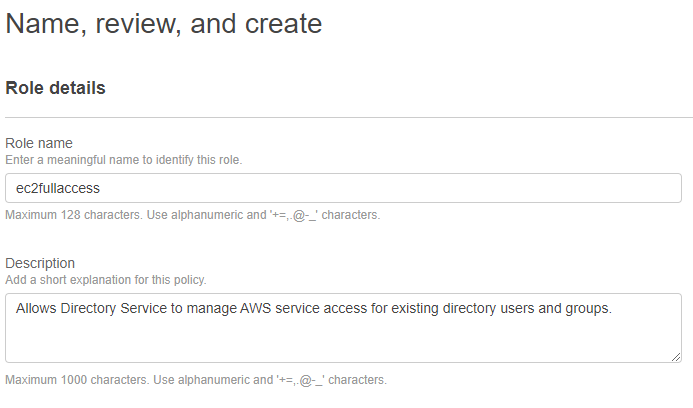 Name, review, and create
Role details
Role name
Enter a meaningful name to identify this role.
ec2fullaccess
Maximum 128 characters. Use alphanumeric and '+=,.@-_' characters.
Description
Add a short explanation for this policy.
Allows Directory Service to manage AWS service access for existing directory users and groups.
Maximum 1000 characters. Use alphanumeric and '+=,.@-_' characters.